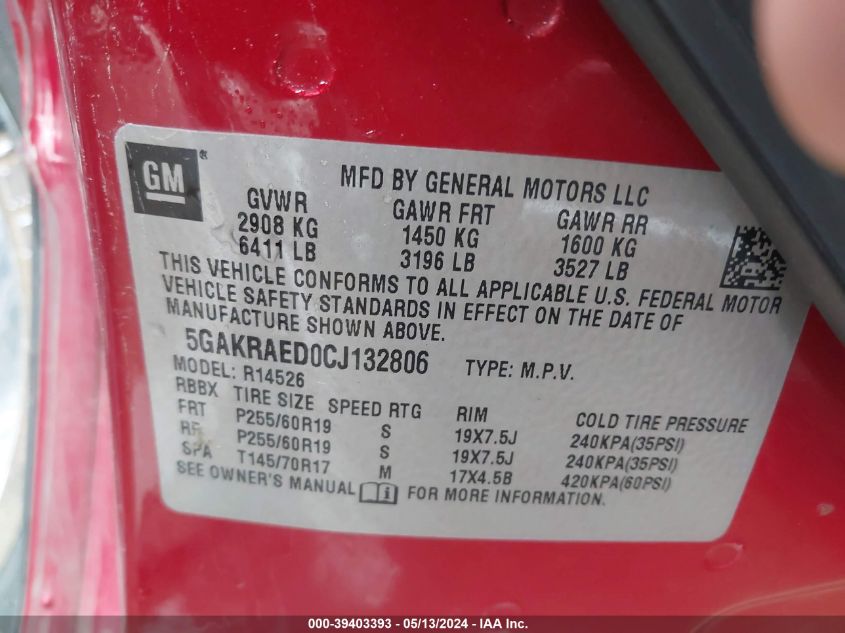 GM ®
MFD BY GENERAL MOTORS LLC
GVWR GAWR FRT GAWR RR
2908 KG 1450 KG 1600 KG
6411 LB 3196 LB 3527 LB
THIS VEHICLE CONFORMS TO ALL APPLICABLE U.S. FEDERAL MOTOR
VEHICLE SAFETY STANDARDS IN EFFECT ON THE DATE OF
MANUFACTURE SHOWN ABOVE.
5GAKRAED0CJ132806 TYPE: M.P.V.
MODEL: R14526
RBBX TIRE SIZE SPEED RTG RIM COLD TIRE PRESSURE
FRT P255/60R19 S 19X7.5J 240KPA(35PSI)
RR P255/60R19 S 19X7.5J 240KPA(35PSI)
SPA T145/70R17 M 17X4.5B 420KPA(60PSI)
SEE OWNER'S MANUAL FOR MORE INFORMATION.
000-39403393 - 05/13/2024 - IAAI - Copart Inc.